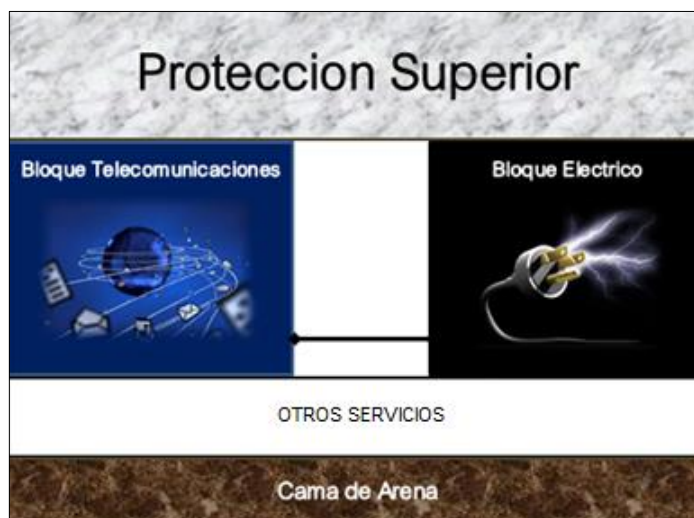 Proteccion Superior
Bloque Telecomunicaciones
Bloque Electrico
OTROS SERVICIOS
Cama de Arena